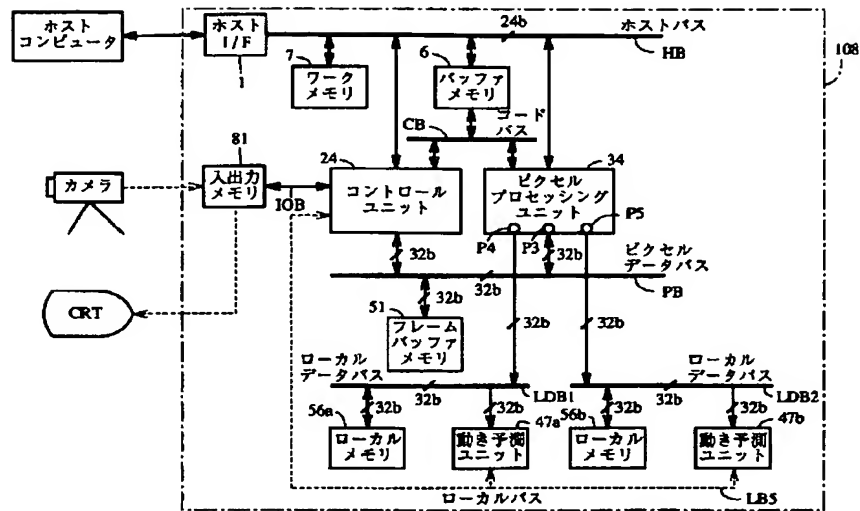 ホスト
コンピュータ
ホスト
I/F
1
24b
ホストバス
HB
108
7
ワーク
メモリ
6
バッファ
メモリ
CB
コード
バス
カメラ
81
入出力
メモリ
IOB
24
コントロール
ユニット
34
ピクセル
プロセッシング
ユニット
P4
P3
P5
32b
32b
ピクセル
データバス
32b
PB
CRT
51
32b
フレーム
バッファ
メモリ
32b
32b
ローカル
データバス
32b
LDB1
ローカル
データバス
32b
LDB2
56a
32b
ローカル
メモリ
32b
47a
動き予測
ユニット
56b
32b
ローカル
メモリ
32b
47b
動き予測
ユニット
ローカルバス
LB5